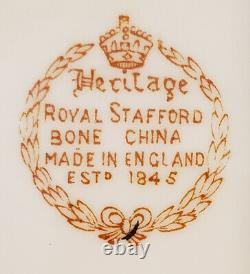 Heritage
ROYAL STAFFORD
BONE CHINA
MADE IN ENGLAND
ESTD 1845